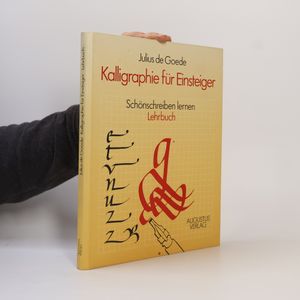 Julius de Goede
Kalligraphie für Einsteiger
Schönschreiben lernen
Lehrbuch
AUGUSTUS
VERLAG